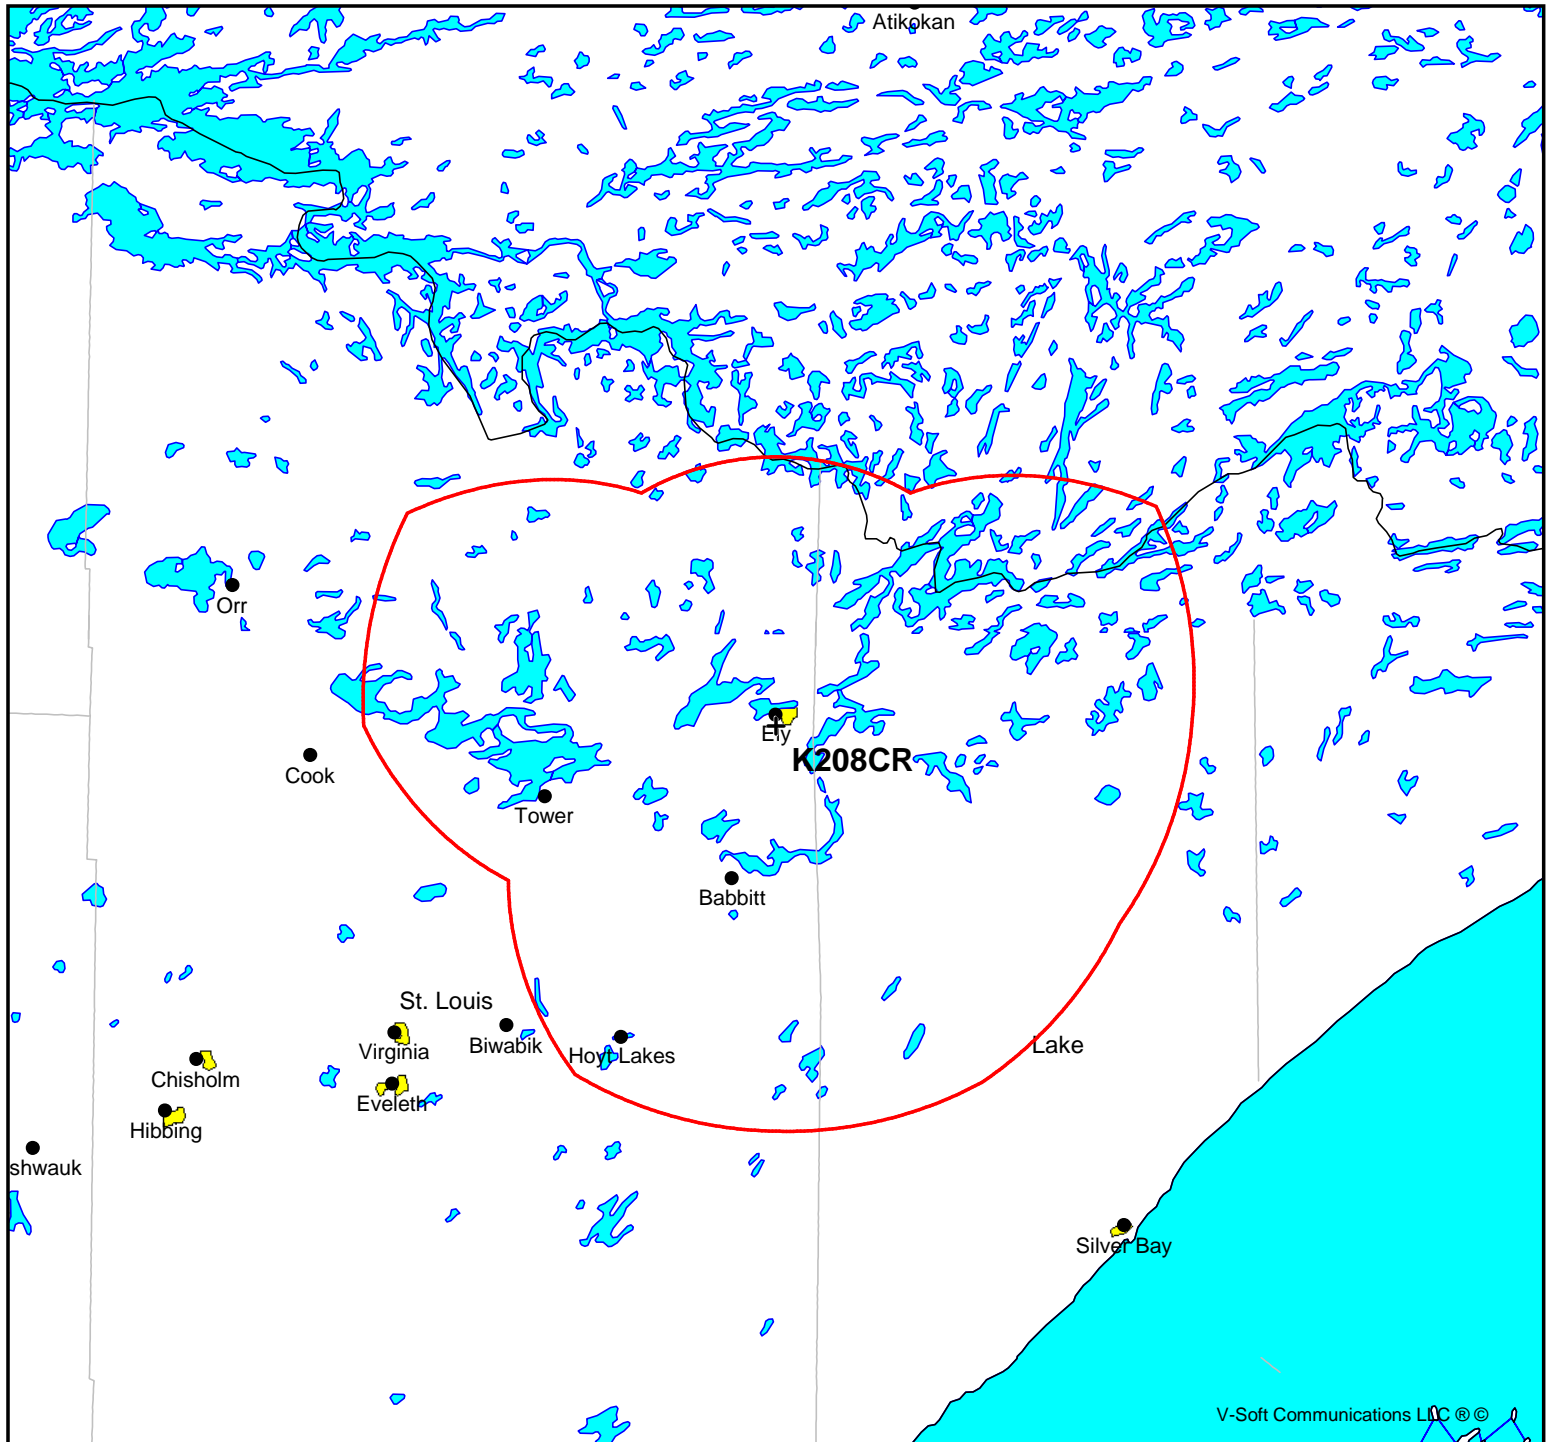 Atikokan
Orr
Ely
K208CR
Cook
Tower
Babbitt
St. Louis
Virginia
Biwabik
Hoyt Lakes
Lake
Chisholm
Eveleth
Hibbing
shwauk
Silver Bay
V-Soft Communications LLC ® ©